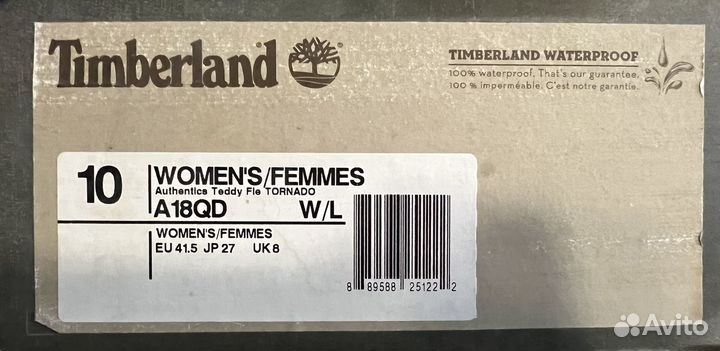 Timberland
TIMBERLAND WATERPROOF
100% waterproof. That's our guarantee.
100 % imperméable. C'est notre garantie.
10
WOMEN'S/FEMMES
Authentics Teddy Fle TORNADO
A18QD W/L
WOMEN'S/FEMMES
EU 41.5 JP 27 UK 8
8 89588 25122 2
Avito